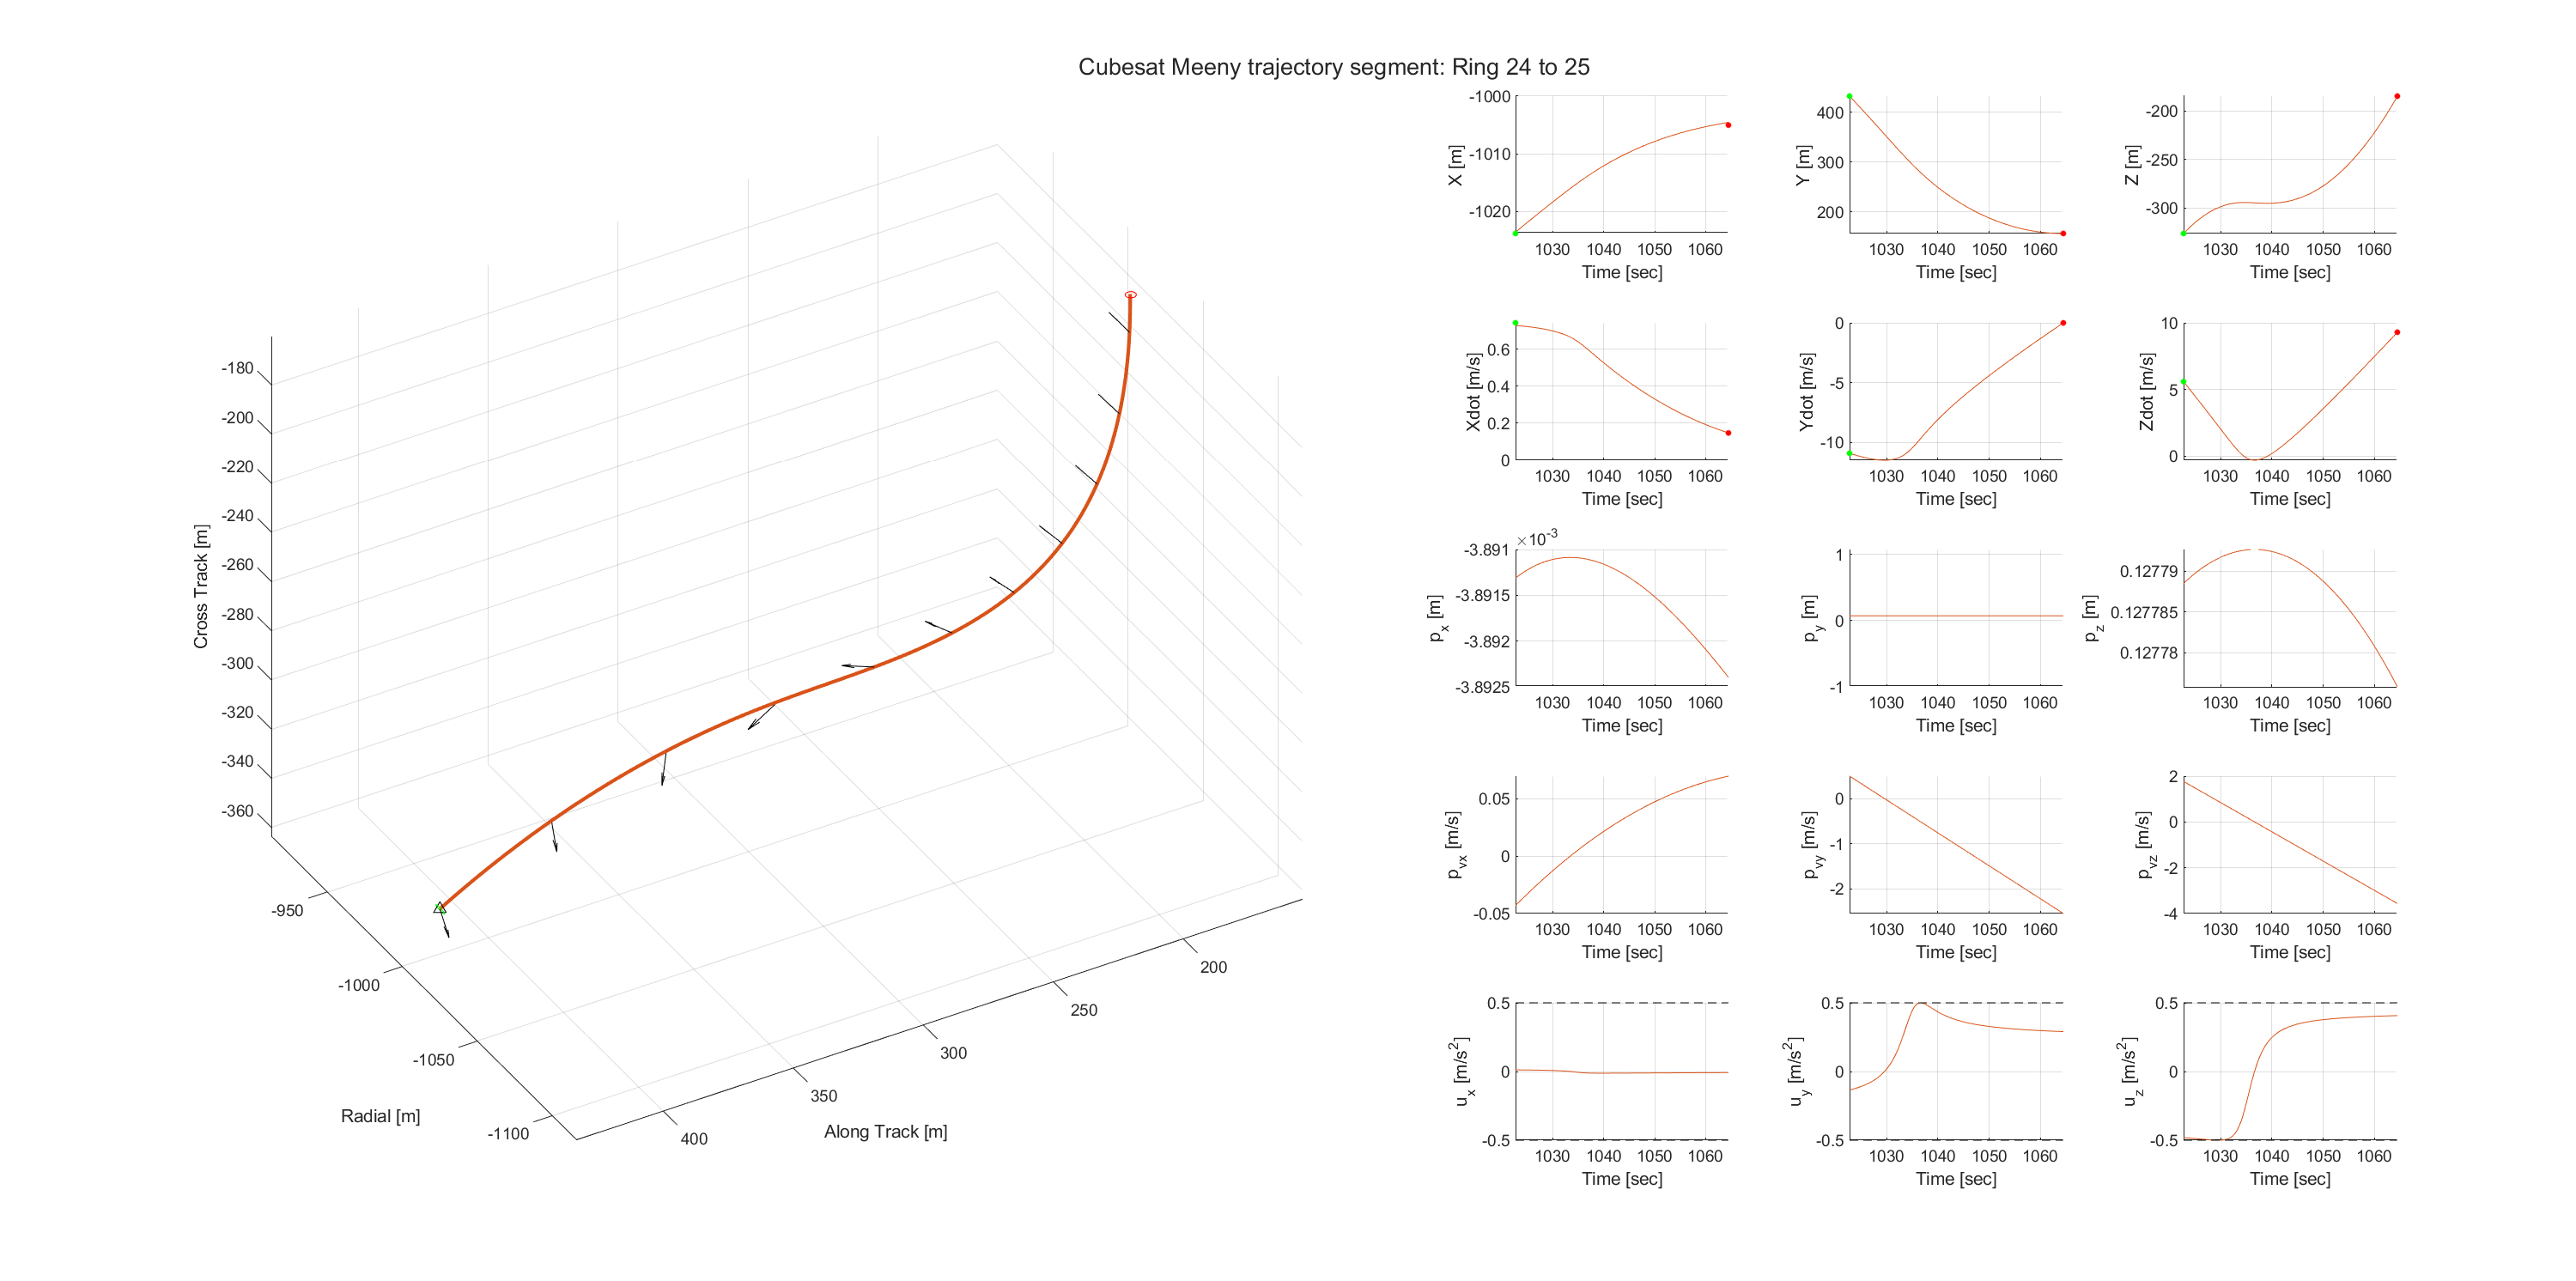 Cubesat Meeny trajectory segment: Ring 24 to 25
-180
-200
-220
-240
-260
-280
-300
-320
-340
-360
Cross Track [m]
-950
-1000
-1050
-1100
Radial [m]
400
350
300
250
200
Along Track [m]
-1000
-1010
-1020
X [m]
1030 1040 1050 1060
Time [sec]
400
300
200
Y [m]
1030 1040 1050 1060
Time [sec]
-200
-250
-300
Z [m]
1030 1040 1050 1060
Time [sec]
0.6
0.4
0.2
0
Xdot [m/s]
1030 1040 1050 1060
Time [sec]
0
-5
-10
Ydot [m/s]
1030 1040 1050 1060
Time [sec]
10
5
0
Zdot [m/s]
1030 1040 1050 1060
Time [sec]
×10-3
-3.891
-3.8915
-3.892
-3.8925
px [m]
1030 1040 1050 1060
Time [sec]
1
0
-1
py [m]
1030 1040 1050 1060
Time [sec]
0.12779
0.127785
0.12778
pz [m]
1030 1040 1050 1060
Time [sec]
0.05
0
-0.05
pvx [m/s]
1030 1040 1050 1060
Time [sec]
0
-1
-2
pvy [m/s]
1030 1040 1050 1060
Time [sec]
2
0
-2
-4
pvz [m/s]
1030 1040 1050 1060
Time [sec]
0.5
0
-0.5
ux [m/s2]
1030 1040 1050 1060
Time [sec]
0.5
0
-0.5
uy [m/s2]
1030 1040 1050 1060
Time [sec]
0.5
0
-0.5
uz [m/s2]
1030 1040 1050 1060
Time [sec]